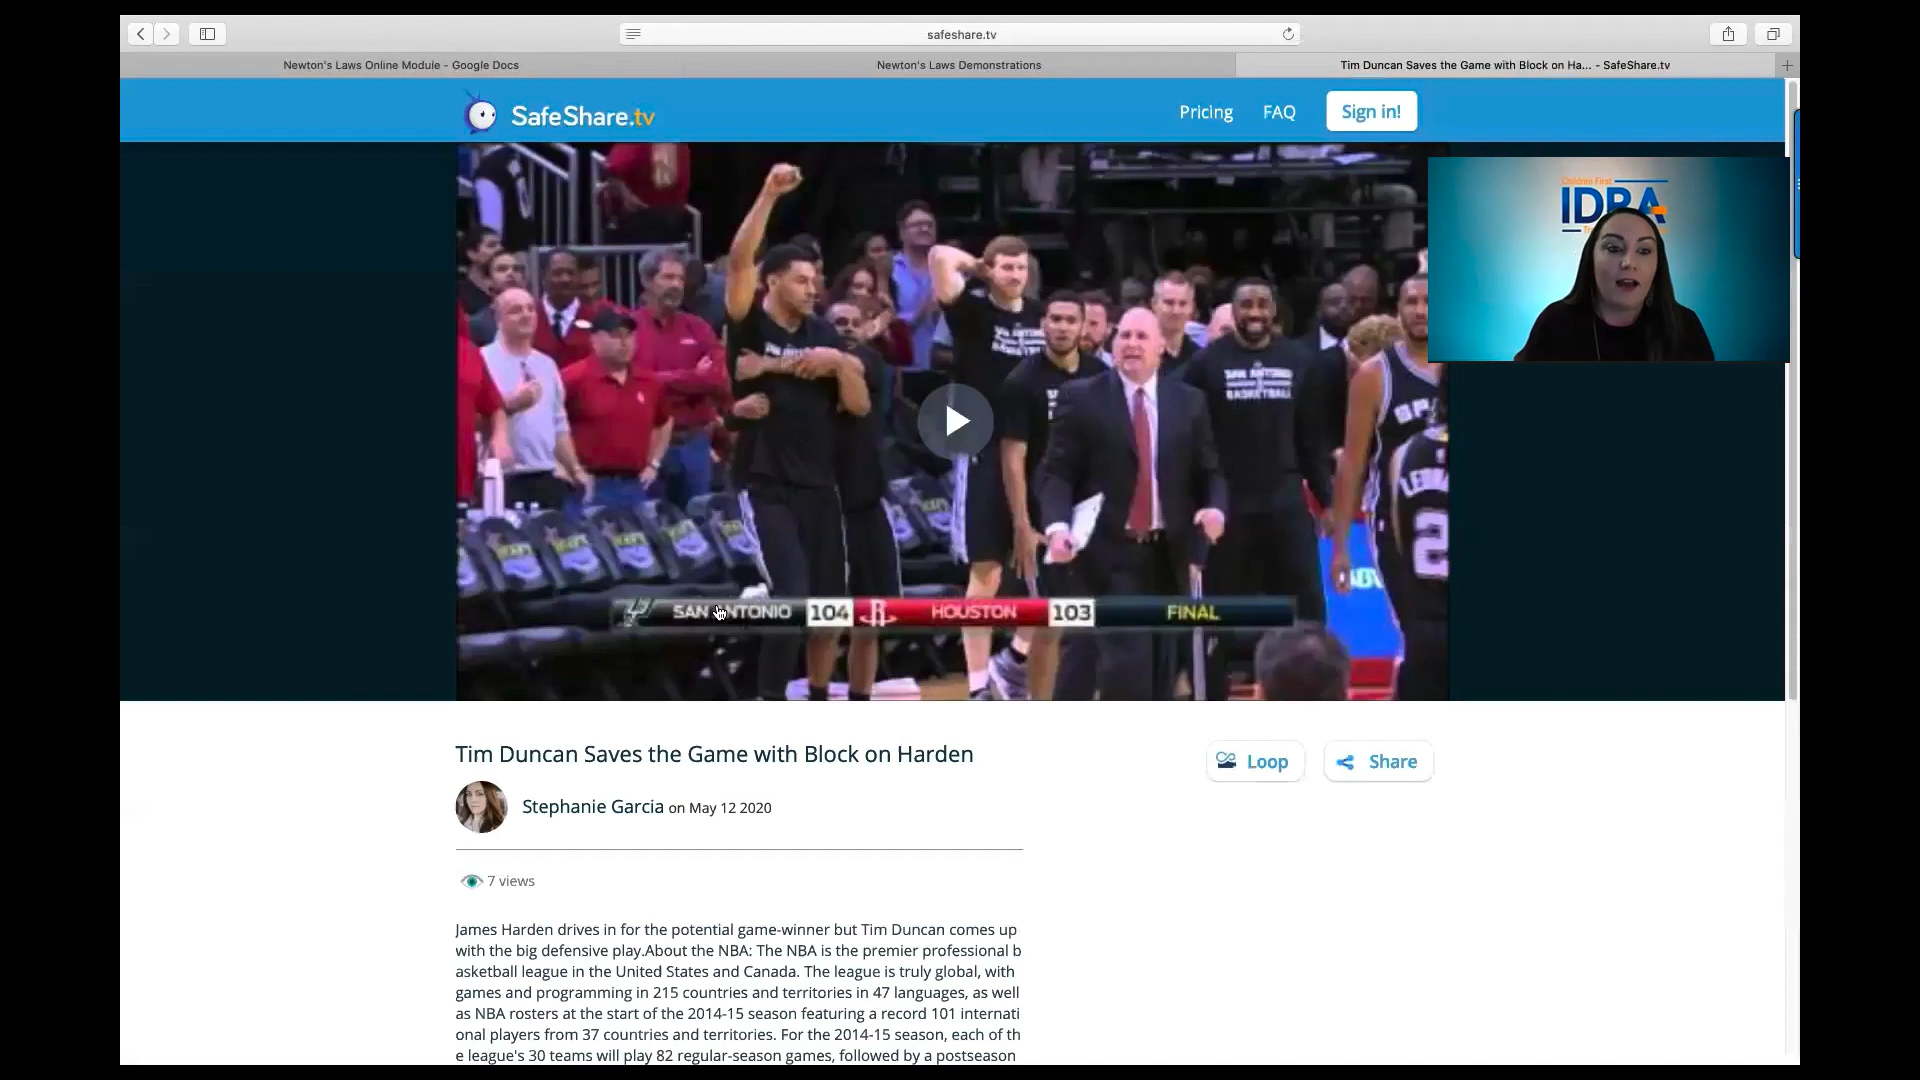 safeshare.tv
Newton's Laws Online Module - Google Docs
Newton's Laws Demonstrations
Tim Duncan Saves the Game with Block on Ha... - SafeShare.tv
SafeShare.tv
Pricing
FAQ
Sign in!
Children First
IDRA
SAN ANTONIO
BASKETBALL
SAN ANTONIO 104 HOUSTON 103 FINAL
Tim Duncan Saves the Game with Block on Harden
Loop
Share
Stephanie Garcia on May 12 2020
7 views
James Harden drives in for the potential game-winner but Tim Duncan comes up
with the big defensive play.About the NBA: The NBA is the premier professional b
asketball league in the United States and Canada. The league is truly global, with
games and programming in 215 countries and territories in 47 languages, as well
as NBA rosters at the start of the 2014-15 season featuring a record 101 internati
onal players from 37 countries and territories. For the 2014-15 season, each of th
e league's 30 teams will play 82 regular-season games, followed by a postseason